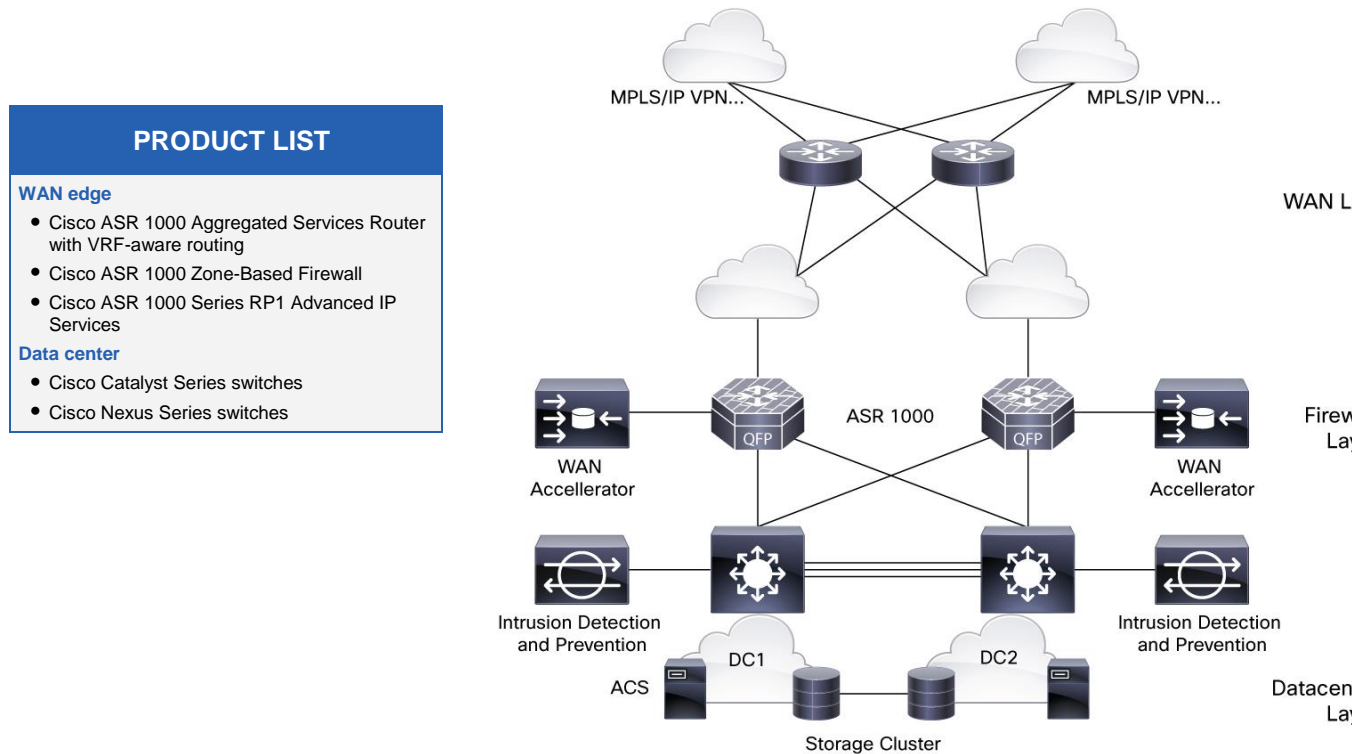 PRODUCT LIST
WAN edge
• Cisco ASR 1000 Aggregated Services Router
with VRF-aware routing
• Cisco ASR 1000 Zone-Based Firewall
• Cisco ASR 1000 Series RP1 Advanced IP
Services
Data center
• Cisco Catalyst Series switches
• Cisco Nexus Series switches
MPLS/IP VPN...
MPLS/IP VPN...
WAN L
QFP
ASR 1000
QFP
Firew
Lay
WAN
Accellerator
WAN
Accellerator
Intrusion Detection
and Prevention
Intrusion Detection
and Prevention
DC1
DC2
ACS
Datacen
Lay
Storage Cluster